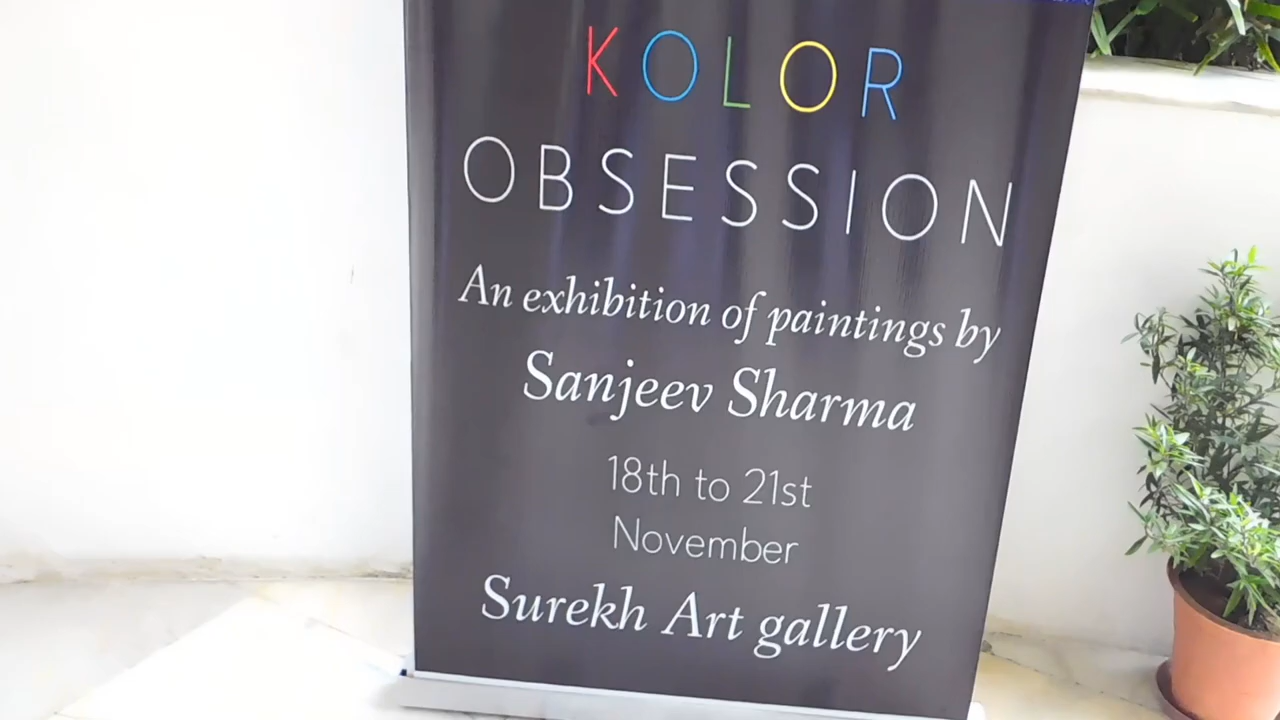 KOLOR
OBSESSION
An exhibition of paintings by
Sanjeev Sharma
18th to 21st
November
Surekh Art gallery